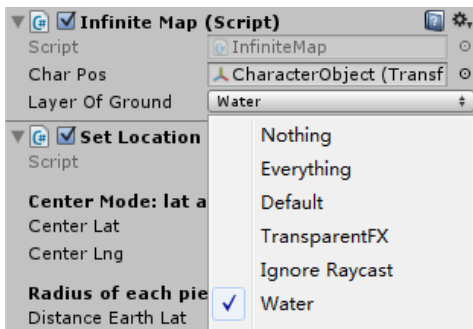 Infinite Map (Script)
Script InfiniteMap
Char Pos CharacterObject (Transf
Layer Of Ground Water
Nothing
Set Location
Everything
Script
Default
Center Mode: lat a
TransparentFX
Center Lat
Center Lng
Ignore Raycast
Radius of each pie
Water
Distance Earth Lat